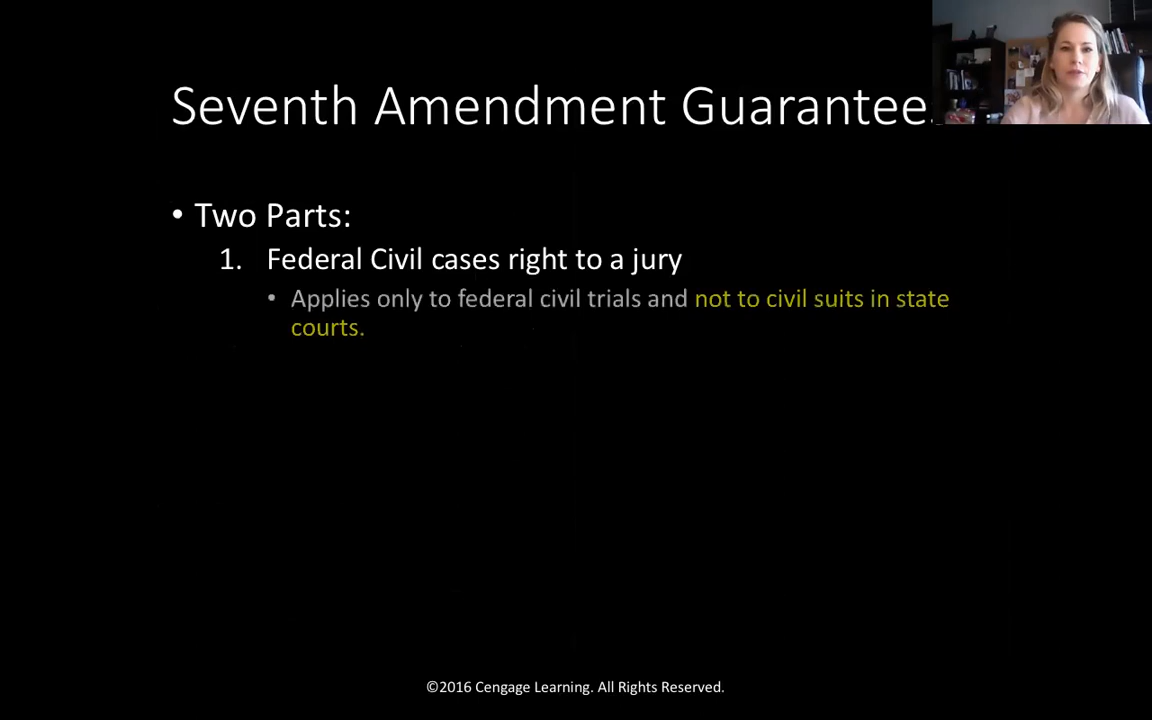 Seventh Amendment Guarantee
• Two Parts:
1. Federal Civil cases right to a jury
• Applies only to federal civil trials and not to civil suits in state
courts.
©2016 Cengage Learning. All Rights Reserved.